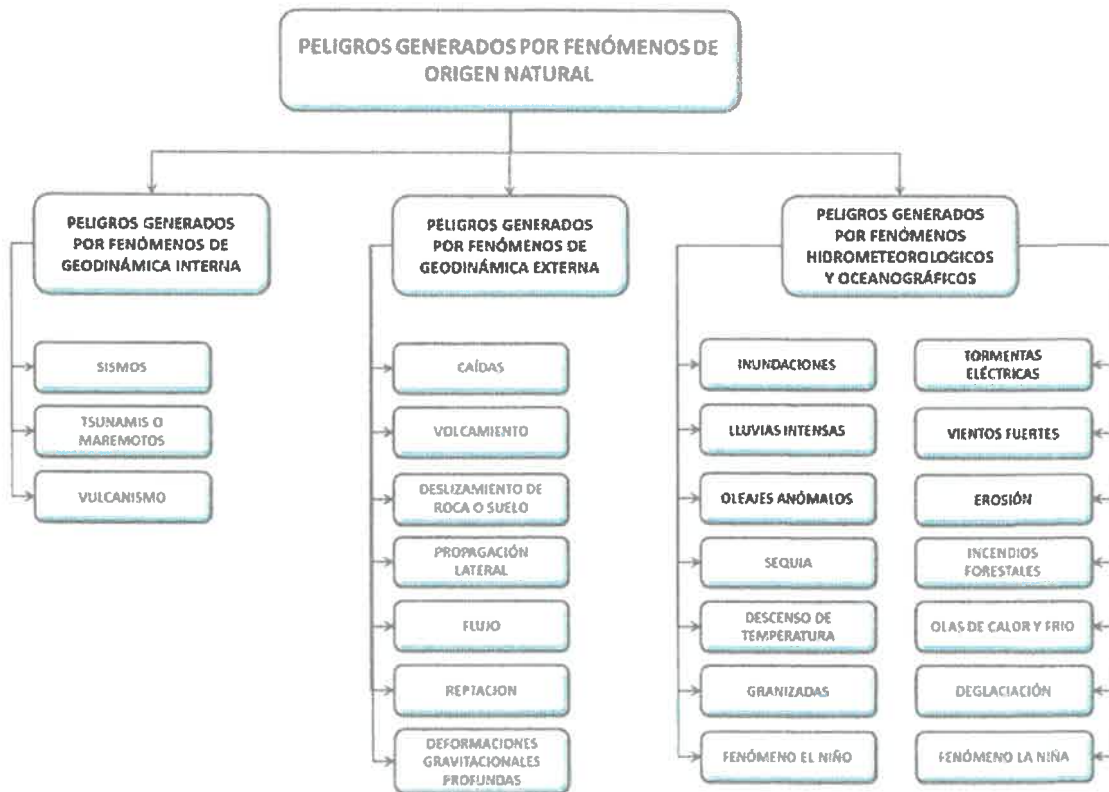 PELIGROS GENERADOS POR FENÓMENOS DE
ORIGEN NATURAL
PELIGROS GENERADOS
POR FENÓMENOS DE
GEODINÁMICA INTERNA
SISMOS
TSUNAMIS O
MAREMOTOS
VULCANISMO
PELIGROS GENERADOS
POR FENÓMENOS DE
GEODINÁMICA EXTERNA
CAÍDAS
VOLCAMIENTO
DESLIZAMIENTO DE
ROCA O SUELO
PROPAGACIÓN
LATERAL
FLUJO
REPTACION
DEFORMACIONES
GRAVITACIONALES
PROFUNDAS
PELIGROS GENERADOS
POR FENÓMENOS
HIDROMETEOROLOGICOS
Y OCEANOGRÁFICOS
INUNDACIONES
LLUVIAS INTENSAS
OLEAJES ANÓMALOS
SEQUIA
DESCENSO DE
TEMPERATURA
GRANIZADAS
FENÓMENO EL NIÑO
TORMENTAS
ELÉCTRICAS
VIENTOS FUERTES
EROSIÓN
INCENDIOS
FORESTALES
OLAS DE CALOR Y FRIO
DEGLACIACIÓN
FENÓMENO LA NIÑA